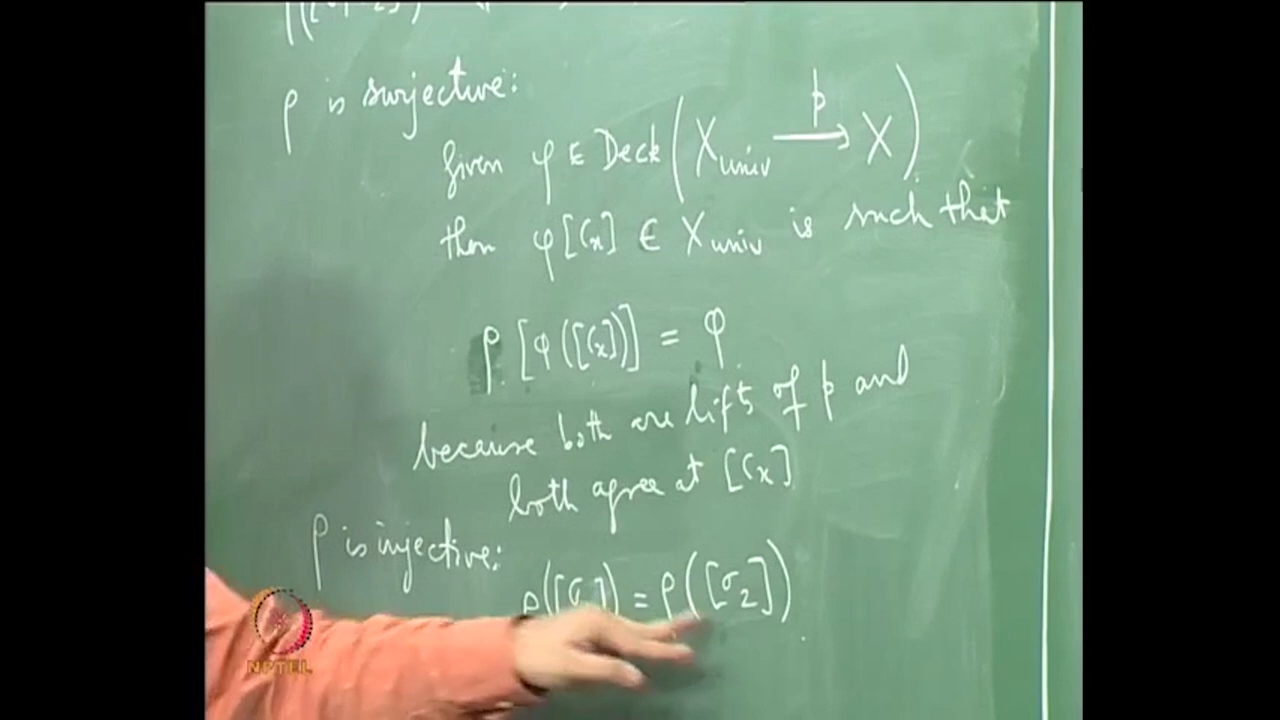 ρ is surjective:
Given φ ∈ Deck(X_univ →^p X)
then φ[C_x] ∈ X_univ is such that
ρ[φ([C_x])] = φ
because both are lifts of p and
both agree at [C_x]
ρ is injective:
ρ([σ ]) = ρ([σ_2])
NPTEL